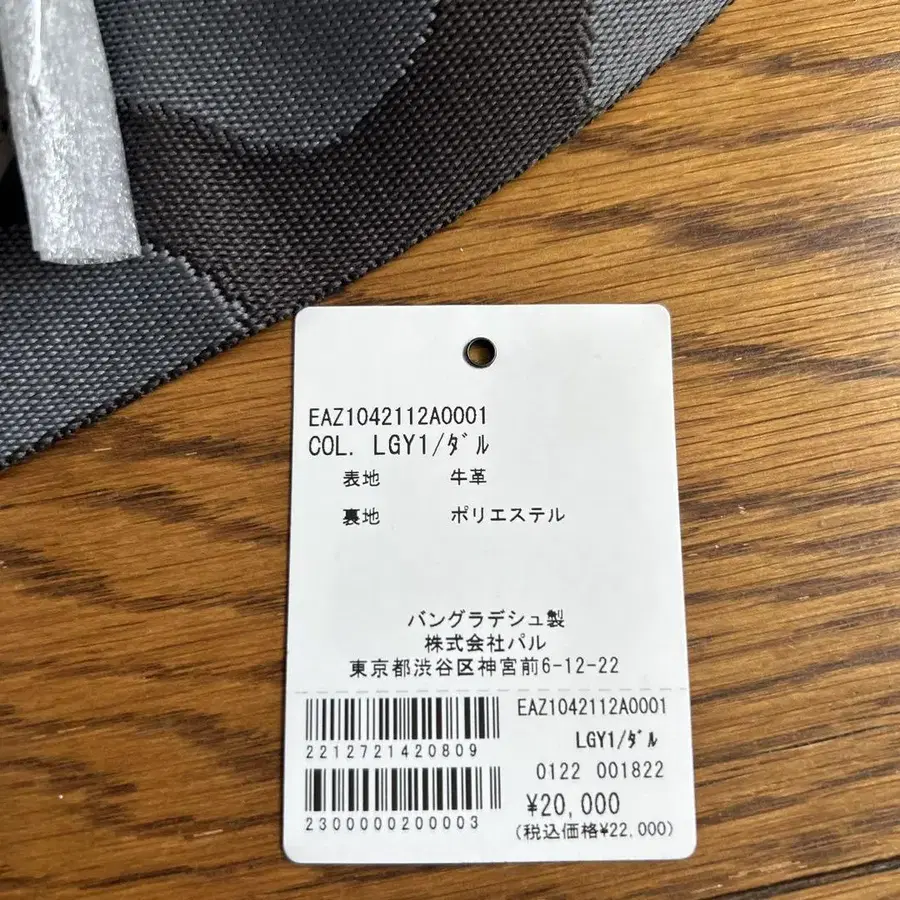 EAZ1042112A0001
COL. LGY1/ﾀﾞﾙ
表地 牛革
裏地 ポリエステル
バングラデシュ製
株式会社パル
東京都渋谷区神宮前6-12-22
EAZ1042112A0001
2212721420809
LGY1/ﾀﾞﾙ
0122 001822
2300000200003
¥20,000
(税込価格¥22,000)